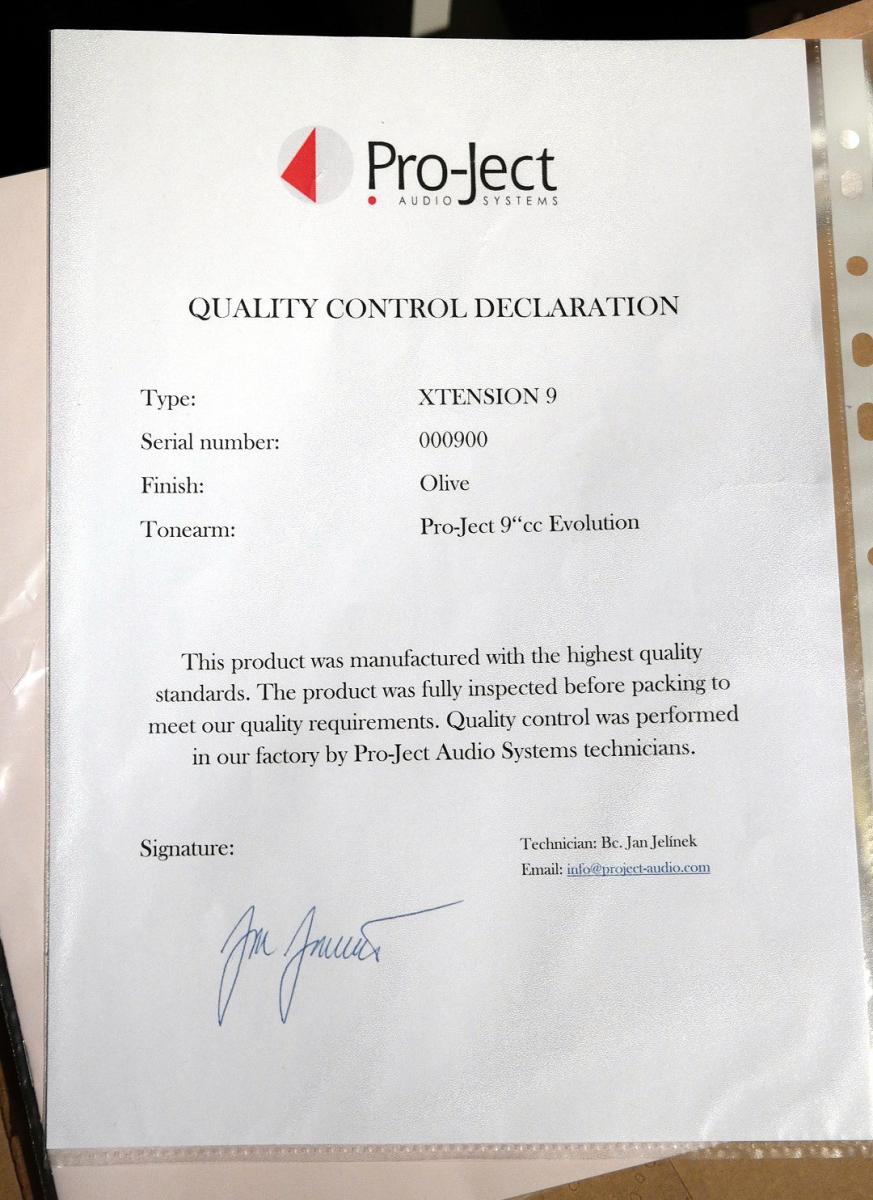 Pro-Ject
AUDIO SYSTEMS
QUALITY CONTROL DECLARATION
Type: XTENSION 9
Serial number: 000900
Finish: Olive
Tonearm: Pro-Ject 9“cc Evolution
This product was manufactured with the highest quality
standards. The product was fully inspected before packing to
meet our quality requirements. Quality control was performed
in our factory by Pro-Ject Audio Systems technicians.
Signature:
Technician: Bc. Jan Jelínek
Email: info@project-audio.com